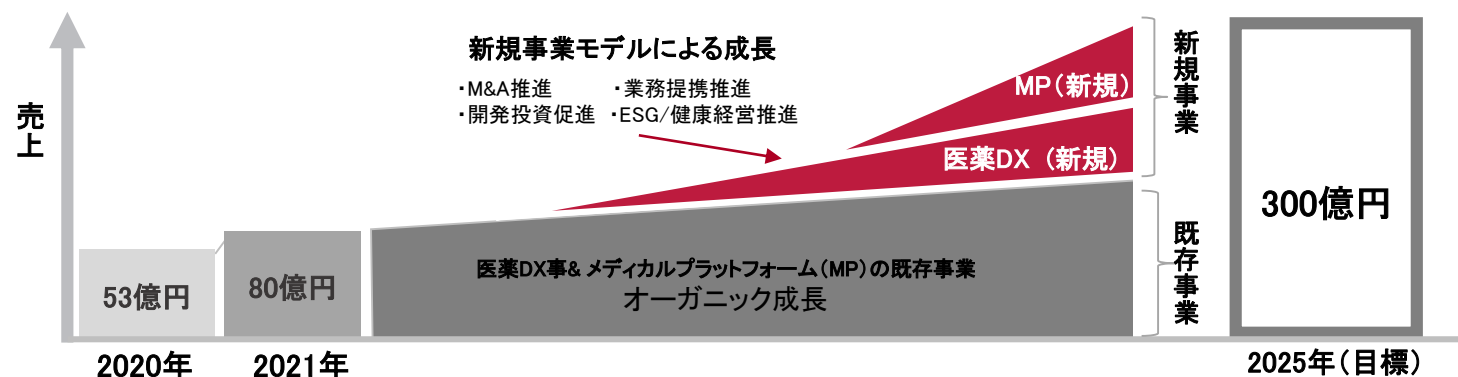 売上
新規事業モデルによる成長
・M&A推進 ・業務提携推進
・開発投資促進 ・ESG/健康経営推進
MP（新規）
医薬DX （新規）
新規事業
既存事業
医薬DX事& メディカルプラットフォーム（MP）の既存事業
オーガニック成長
53億円
80億円
300億円
2020年
2021年
2025年（目標）